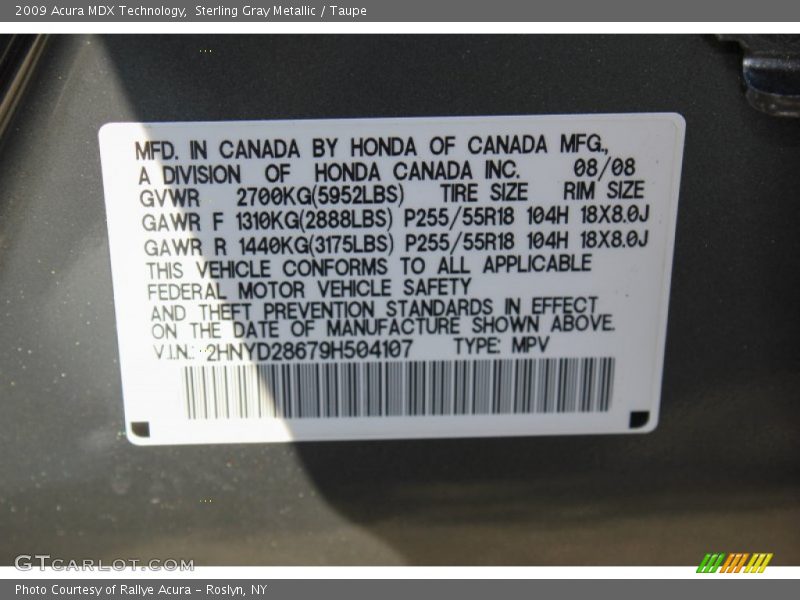 2009 Acura MDX Technology, Sterling Gray Metallic / Taupe
MFD. IN CANADA BY HONDA OF CANADA MFG.,
A DIVISION OF HONDA CANADA INC. 08/08
GVWR 2700KG(5952LBS) TIRE SIZE RIM SIZE
GAWR F 1310KG(2888LBS) P255/55R18 104H 18X8.0J
GAWR R 1440KG(3175LBS) P255/55R18 104H 18X8.0J
THIS VEHICLE CONFORMS TO ALL APPLICABLE
FEDERAL MOTOR VEHICLE SAFETY
AND THEFT PREVENTION STANDARDS IN EFFECT
ON THE DATE OF MANUFACTURE SHOWN ABOVE.
V.I.N.: 2HNYD28679H504107 TYPE: MPV
GTCARLOT.COM
Photo Courtesy of Rallye Acura - Roslyn, NY